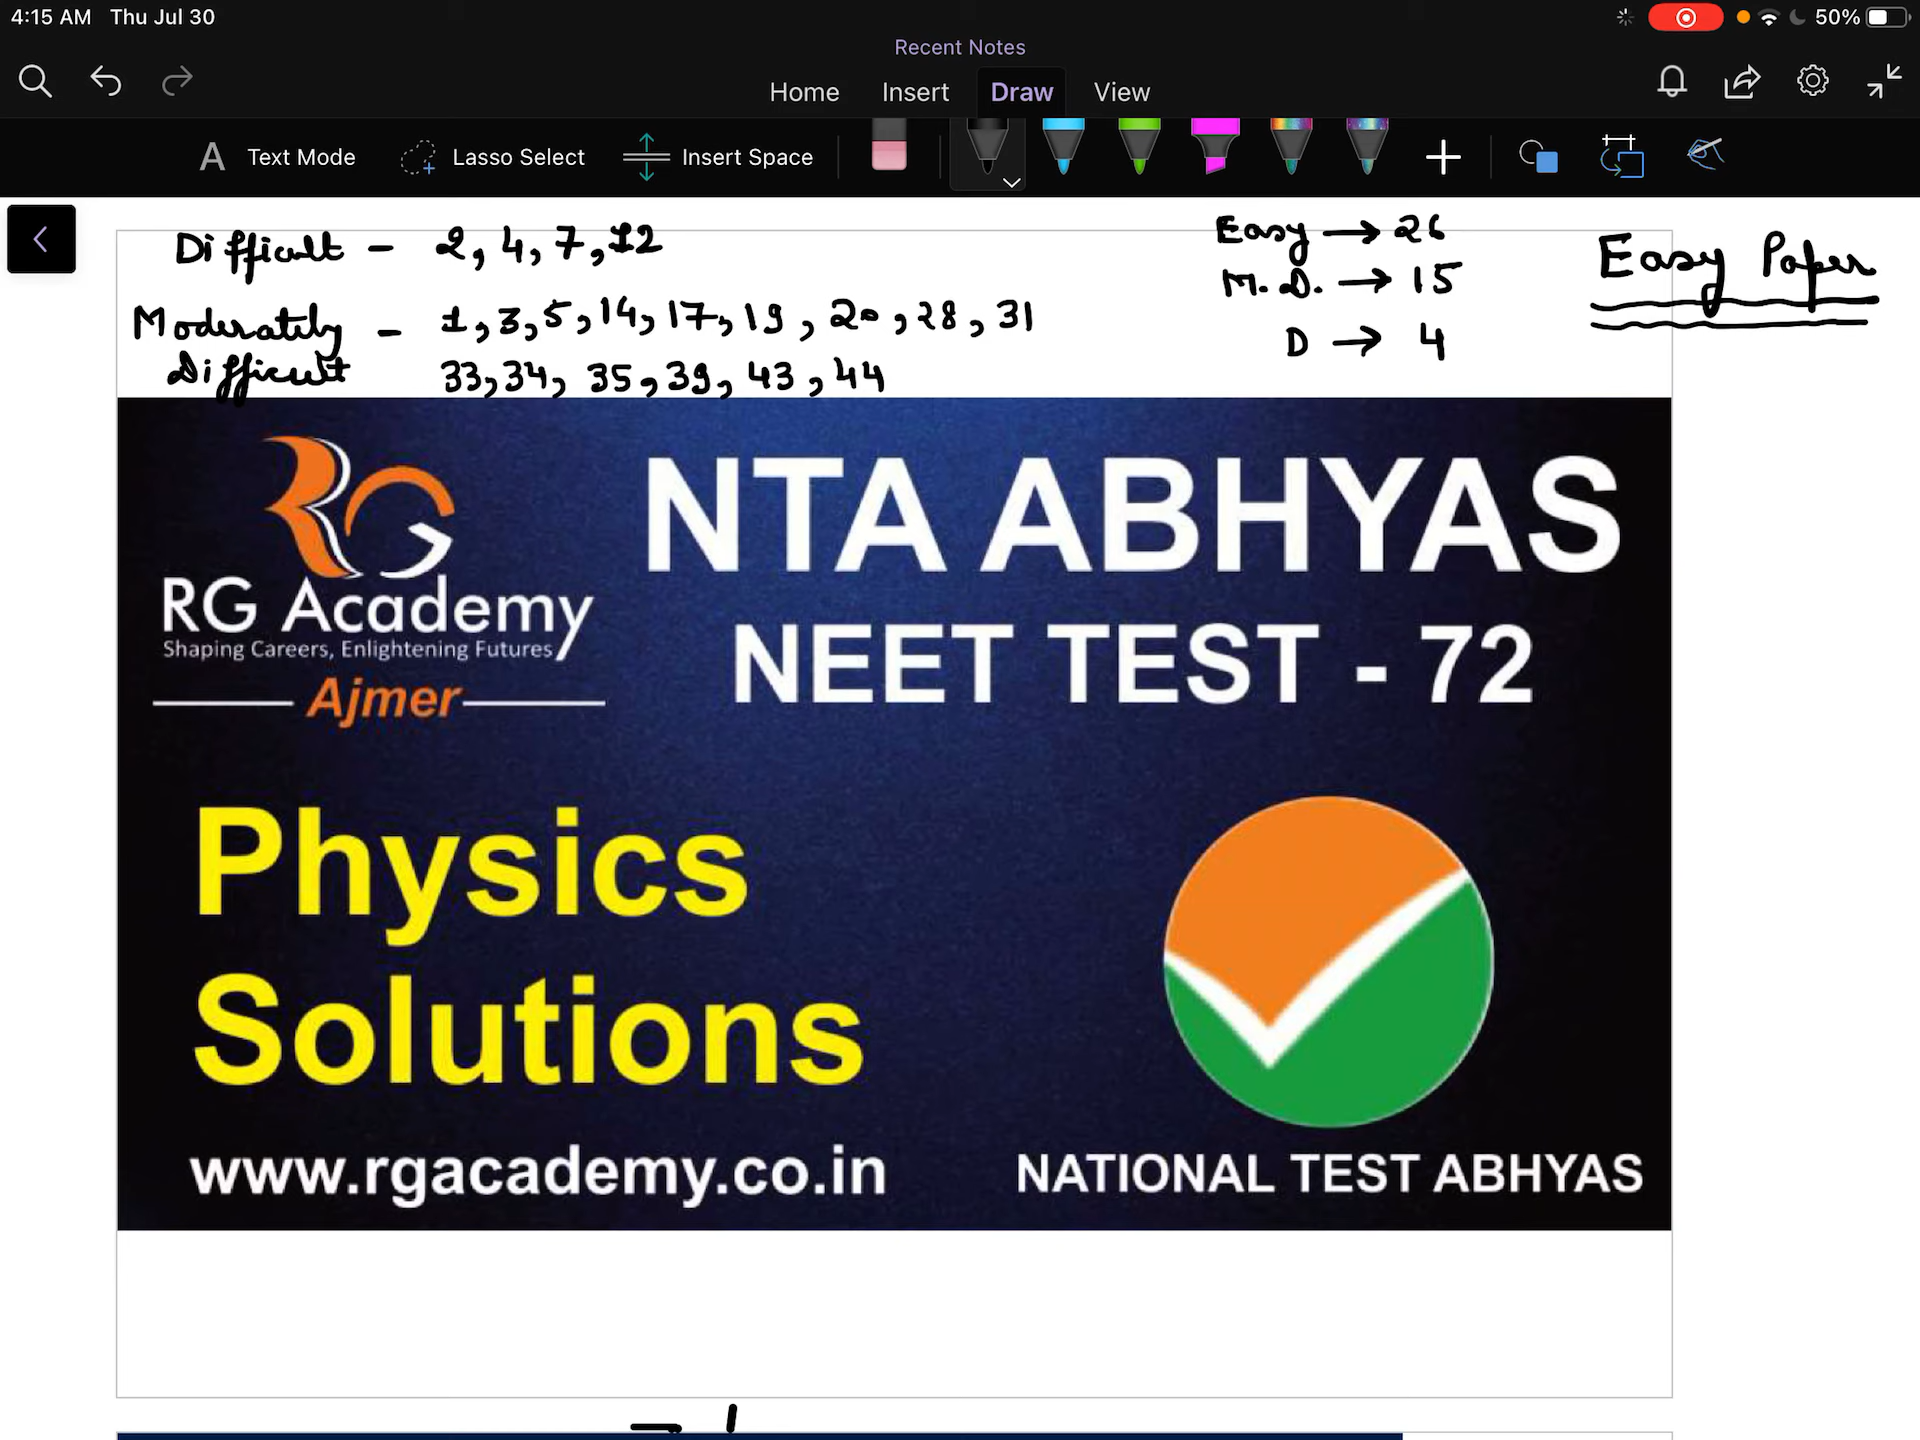 4:15 AM Thu Jul 30
50%
Recent Notes
Home Insert Draw View
Text Mode Lasso Select Insert Space
Difficult - 2, 4, 7, 12
Moderately Difficult - 1, 3, 5, 14, 17, 19, 20, 28, 31
33, 34, 35, 39, 43, 44
Easy → 26
M.D. → 15
D → 4
Easy Paper
RG Academy
Shaping Careers, Enlightening Futures
Ajmer
NTA ABHYAS
NEET TEST - 72
Physics
Solutions
www.rgacademy.co.in
NATIONAL TEST ABHYAS